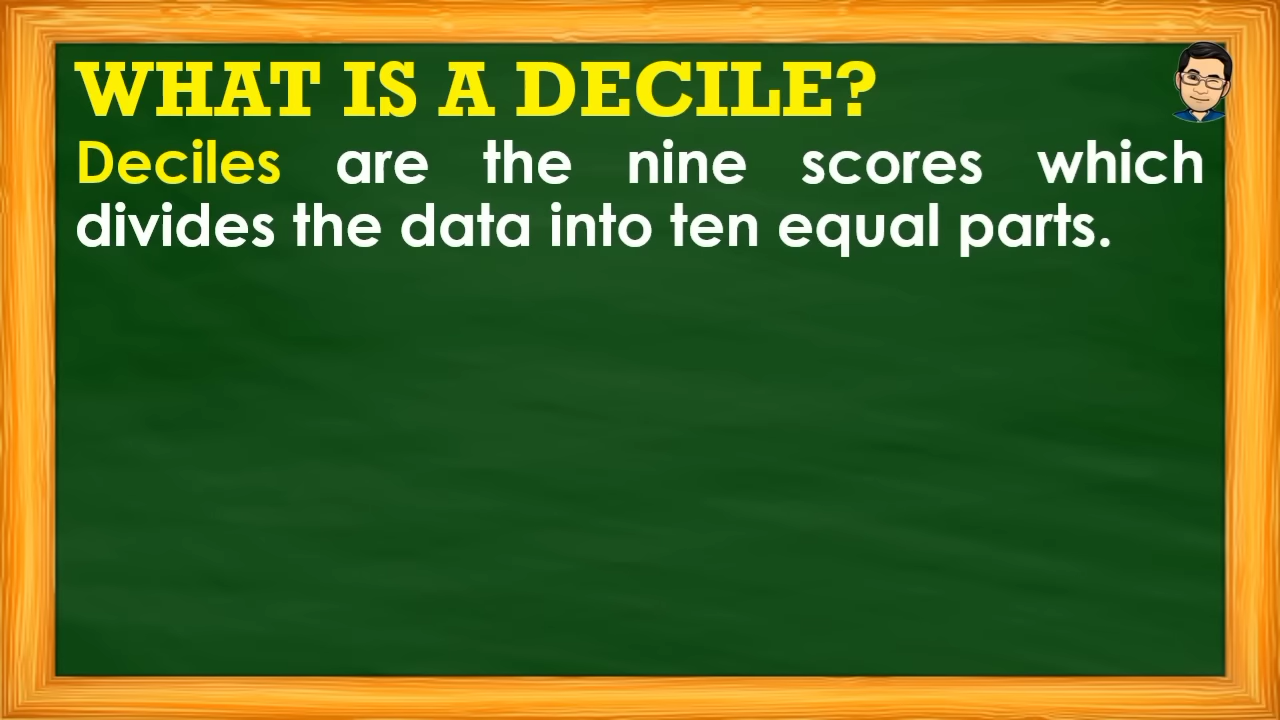 WHAT IS A DECILE?
Deciles are the nine scores which
divides the data into ten equal parts.